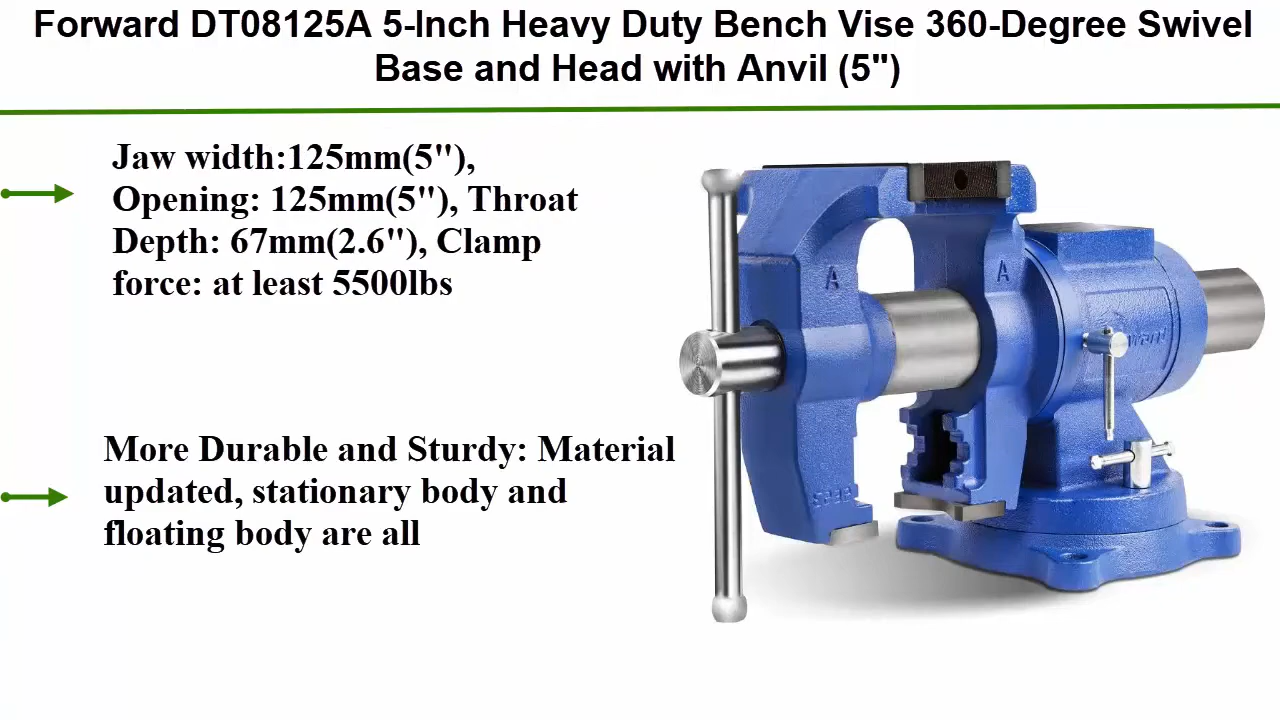 Forward DT08125A 5-Inch Heavy Duty Bench Vise 360-Degree Swivel
Base and Head with Anvil (5")
Jaw width:125mm(5"),
Opening: 125mm(5"), Throat
Depth: 67mm(2.6"), Clamp
force: at least 5500lbs
More Durable and Sturdy: Material
updated, stationary body and
floating body are all
A
A